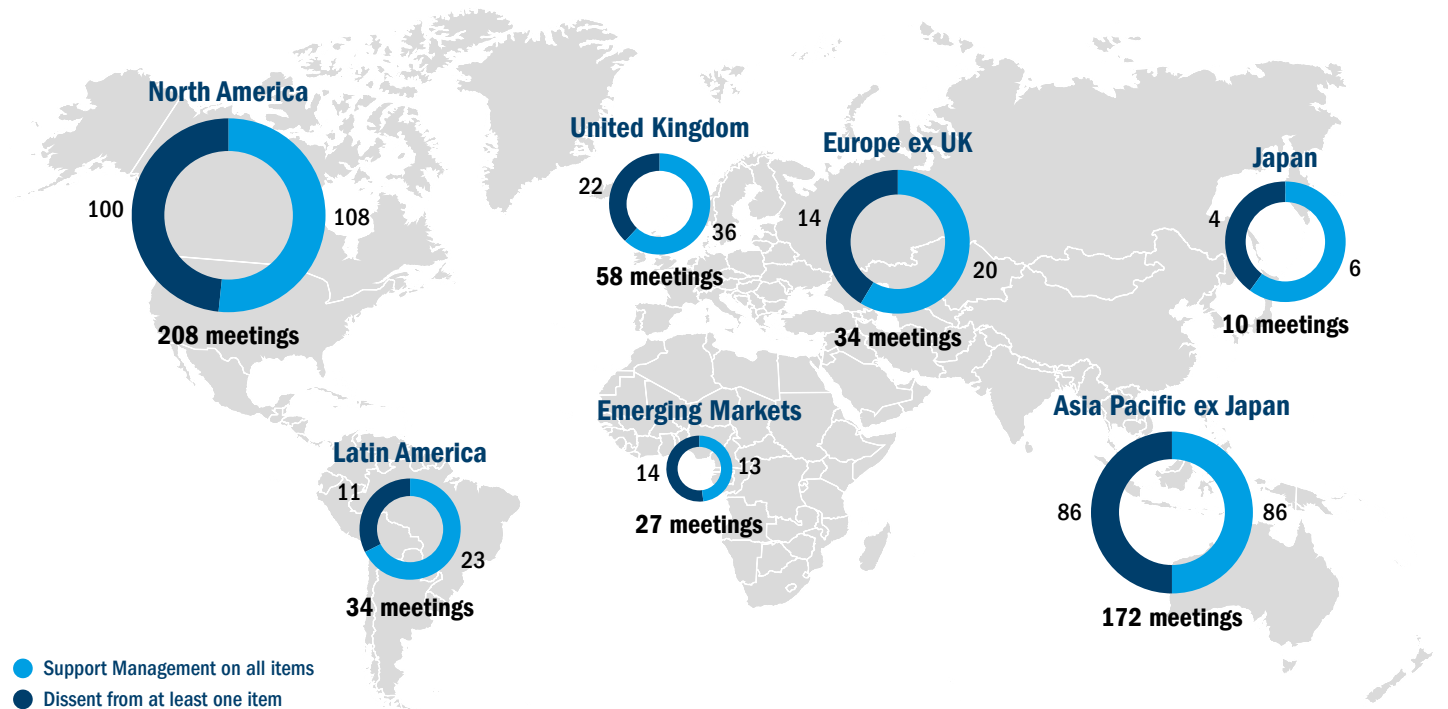 North America
100
108
208 meetings
United Kingdom
22
36
58 meetings
Europe ex UK
14
20
34 meetings
Japan
4
6
10 meetings
Latin America
11
23
34 meetings
Emerging Markets
14
13
27 meetings
Asia Pacific ex Japan
86
86
172 meetings
Support Management on all items
Dissent from at least one item